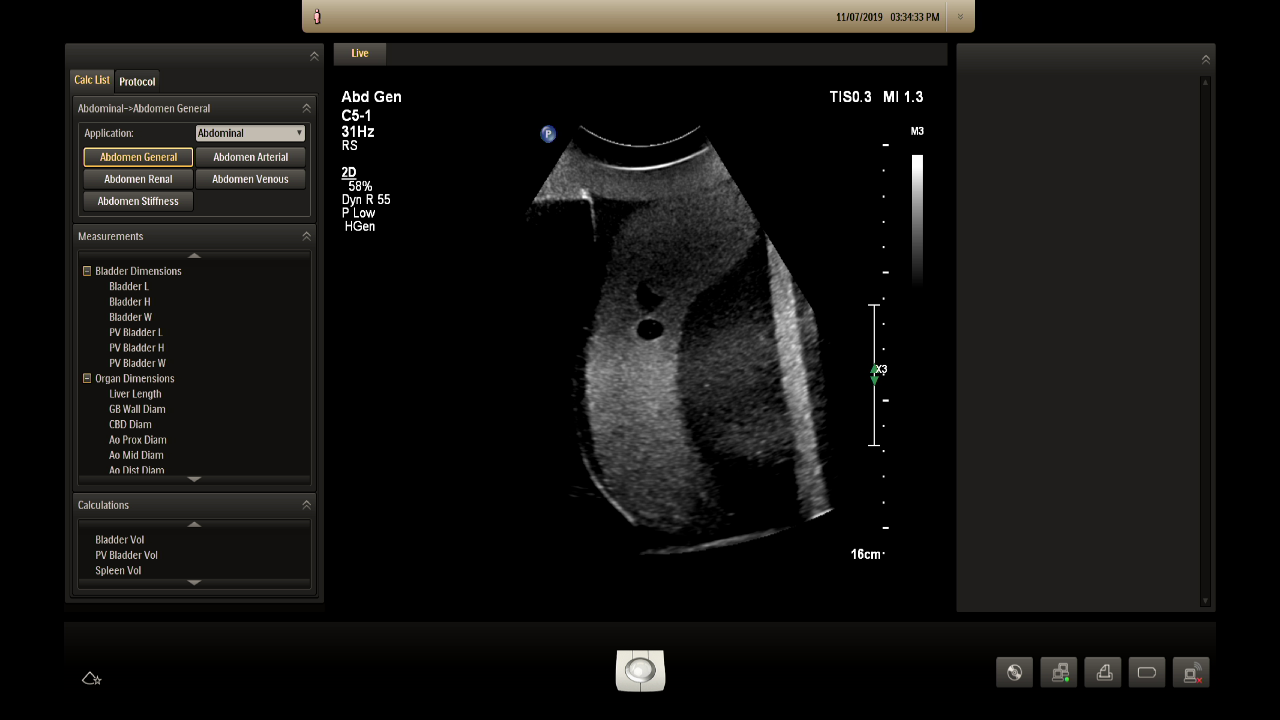 11/07/2019 03:34:33 PM
Calc List Protocol
Live
Abdominal->Abdomen General
Application: Abdominal
Abdomen General Abdomen Arterial
Abdomen Renal Abdomen Venous
Abdomen Stiffness
Measurements
Bladder Dimensions
Bladder L
Bladder H
Bladder W
PV Bladder L
PV Bladder H
PV Bladder W
Organ Dimensions
Liver Length
GB Wall Diam
CBD Diam
Ao Prox Diam
Ao Mid Diam
Ao Dist Diam
Calculations
Bladder Vol
PV Bladder Vol
Spleen Vol
Abd Gen
C5-1
31Hz
RS
2D
58%
Dyn R 55
P Low
HGen
P
TIS0.3 MI 1.3
M3
X3
16cm